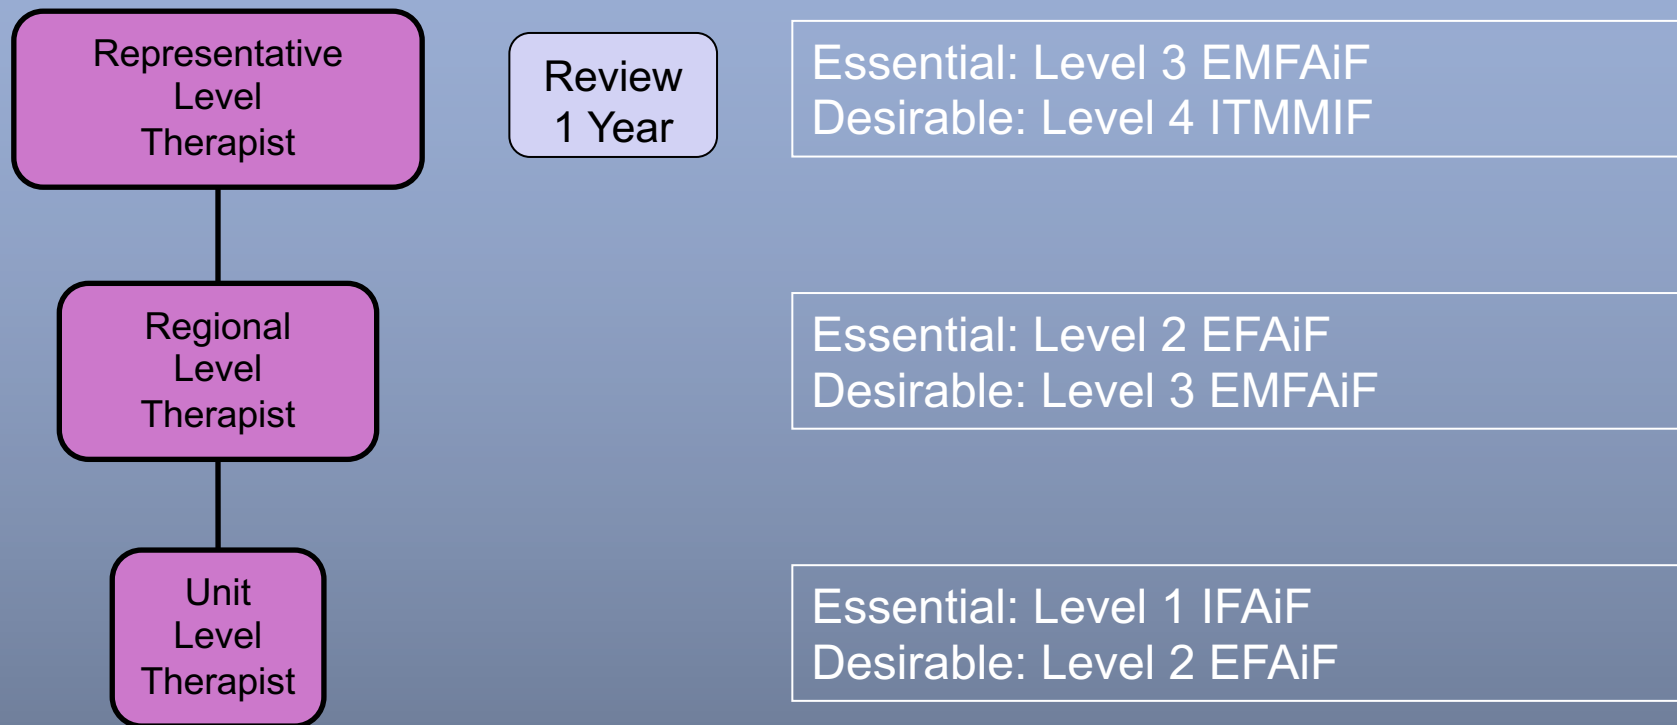 Representative
Level
Therapist
Review
1 Year
Essential: Level 3 EMFAiF
Desirable: Level 4 ITMMIF
Regional
Level
Therapist
Essential: Level 2 EFAiF
Desirable: Level 3 EMFAiF
Unit
Level
Therapist
Essential: Level 1 IFAiF
Desirable: Level 2 EFAiF